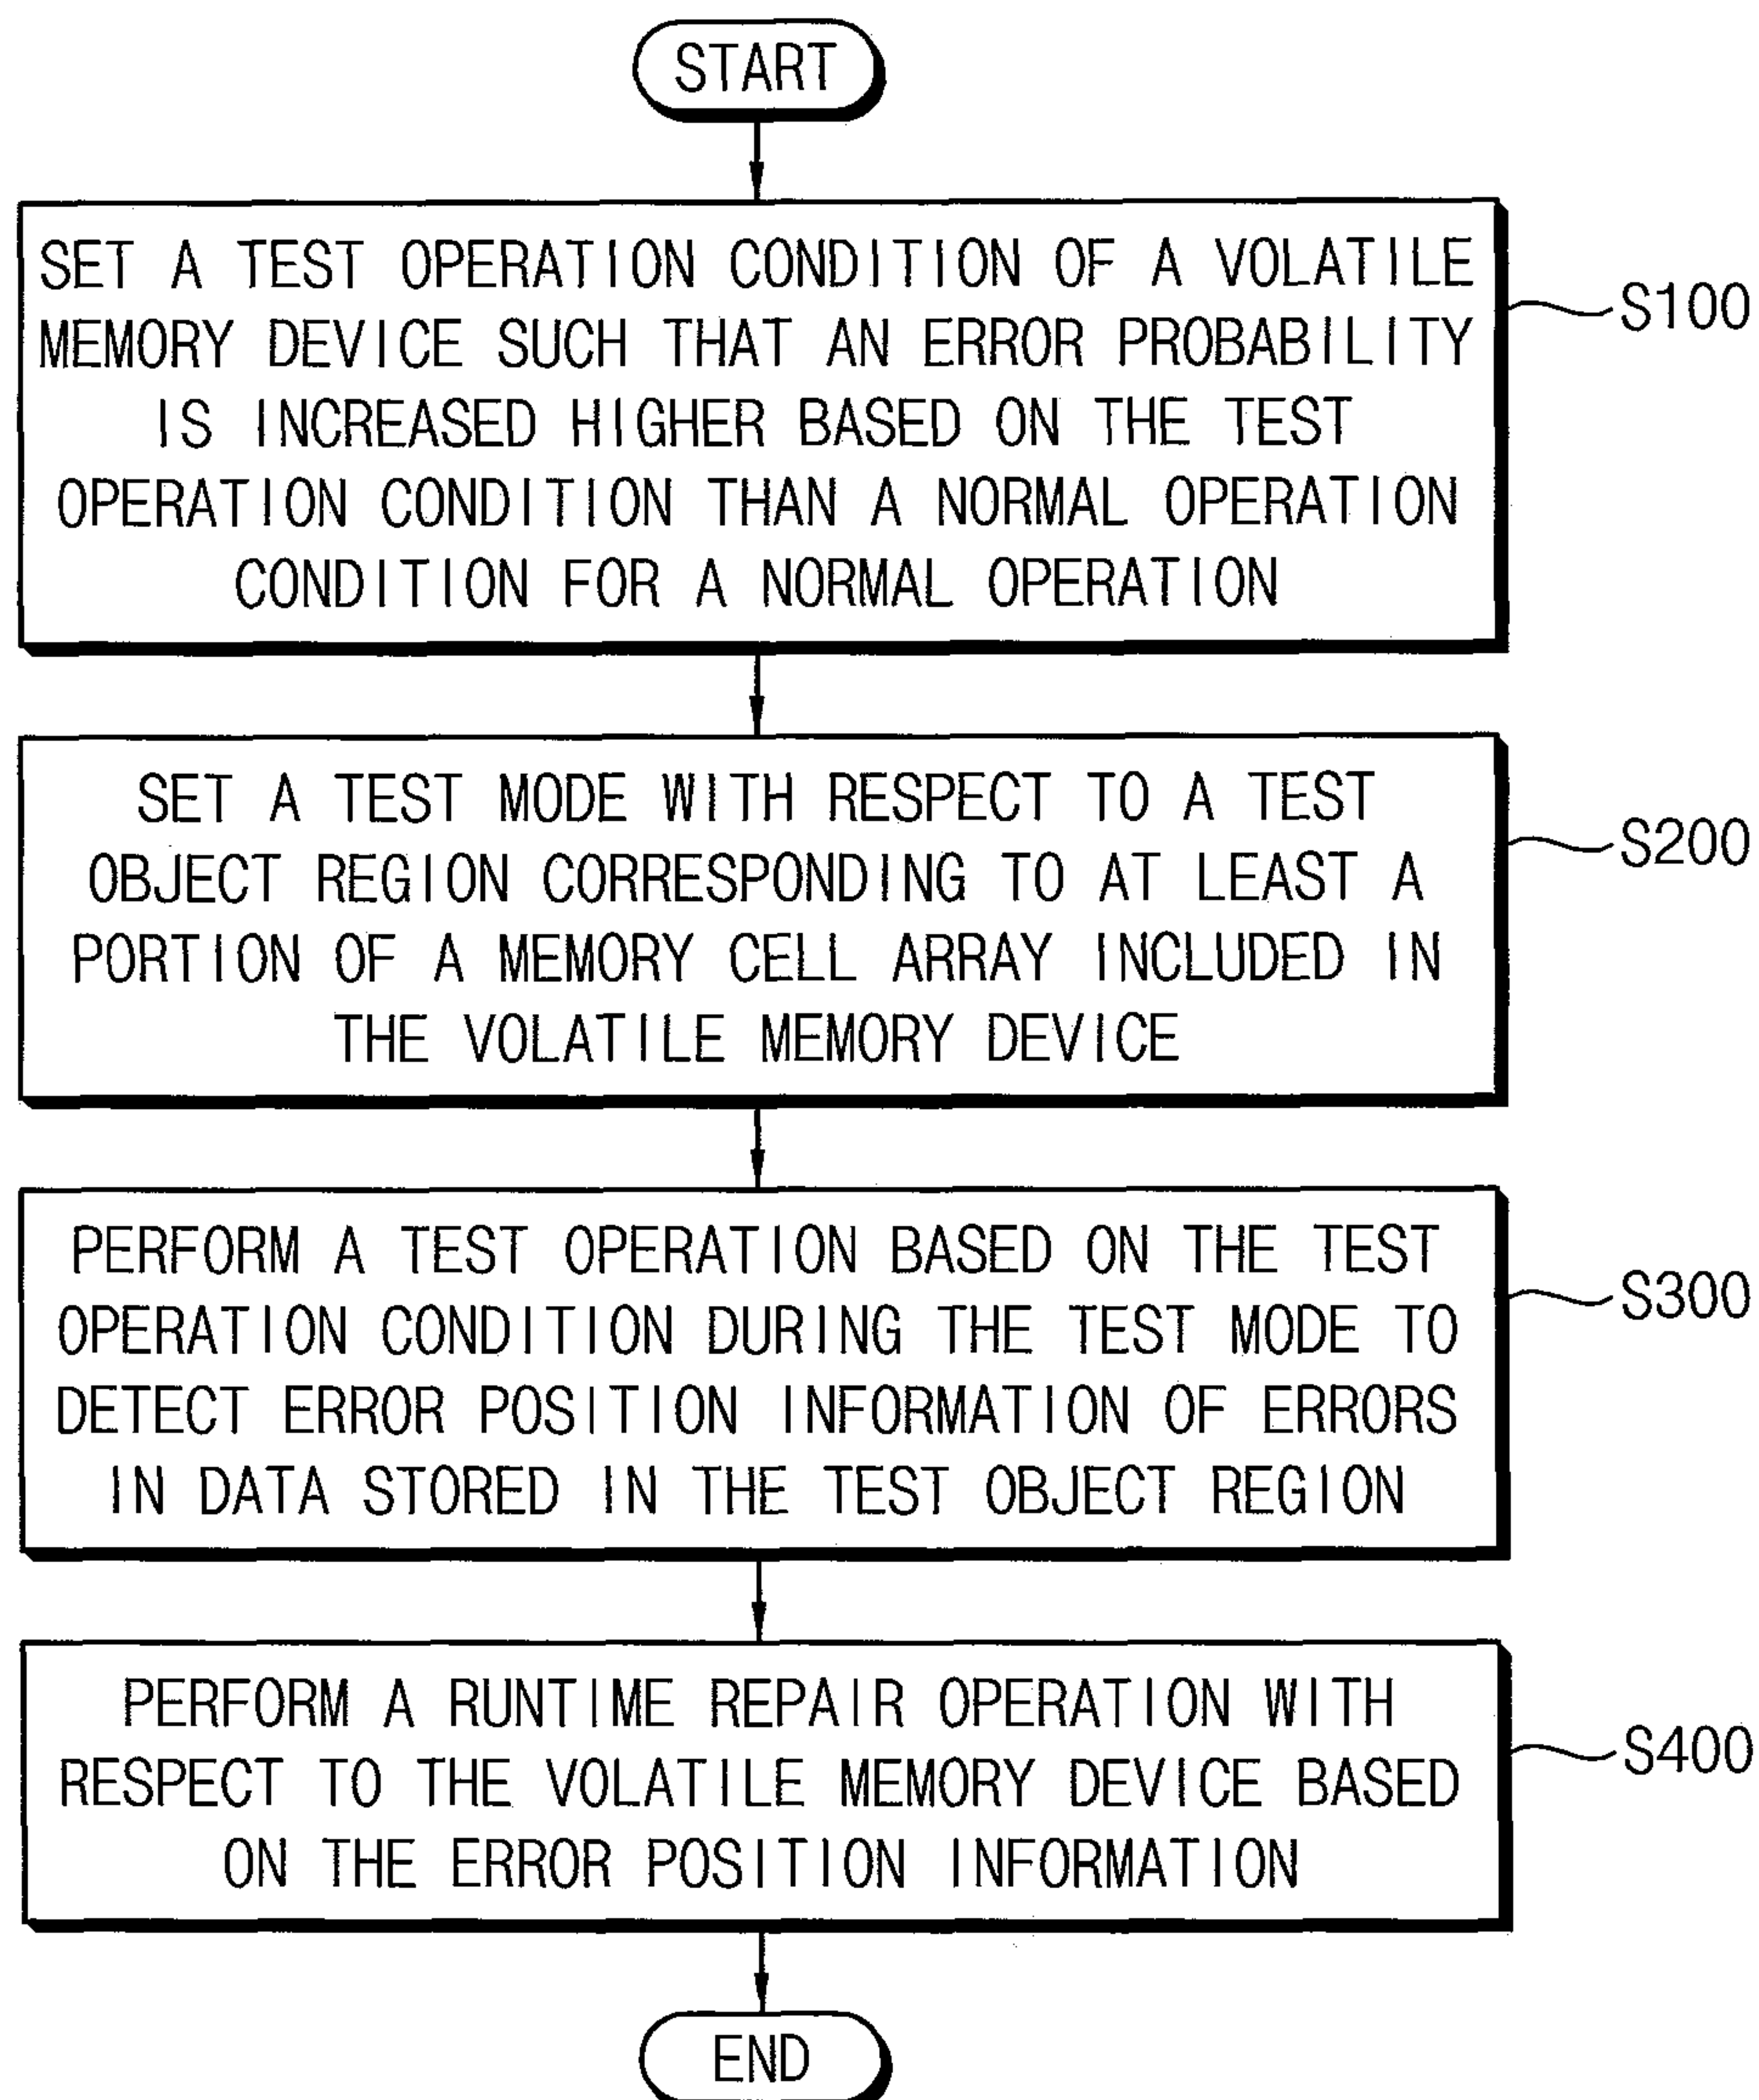 START
SET A TEST OPERATION CONDITION OF A VOLATILE
MEMORY DEVICE SUCH THAT AN ERROR PROBABILITY
IS INCREASED HIGHER BASED ON THE TEST
OPERATION CONDITION THAN A NORMAL OPERATION
CONDITION FOR A NORMAL OPERATION
S100
SET A TEST MODE WITH RESPECT TO A TEST
OBJECT REGION CORRESPONDING TO AT LEAST A
PORTION OF A MEMORY CELL ARRAY INCLUDED IN
THE VOLATILE MEMORY DEVICE
S200
PERFORM A TEST OPERATION BASED ON THE TEST
OPERATION CONDITION DURING THE TEST MODE TO
DETECT ERROR POSITION INFORMATION OF ERRORS
IN DATA STORED IN THE TEST OBJECT REGION
S300
PERFORM A RUNTIME REPAIR OPERATION WITH
RESPECT TO THE VOLATILE MEMORY DEVICE BASED
ON THE ERROR POSITION INFORMATION
S400
END